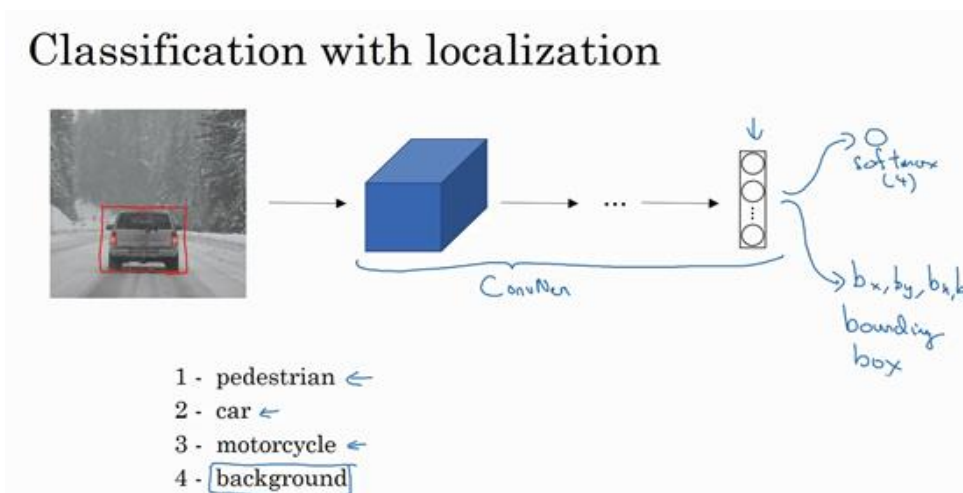 Classification with localization
...
softmax
(4)
ConvNet
bx, by, bh, b
bounding
box
1 - pedestrian
2 - car
3 - motorcycle
4 - background